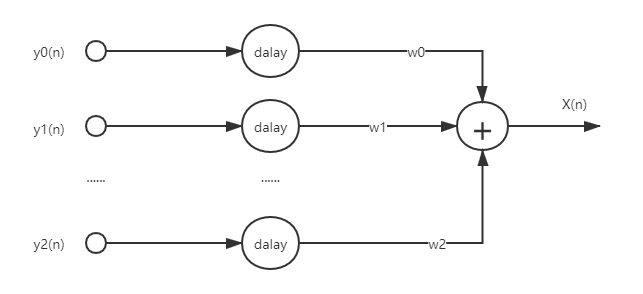 y0(n) dalay w0
X(n)
y1(n) dalay w1 +
...... ......
y2(n) dalay w2